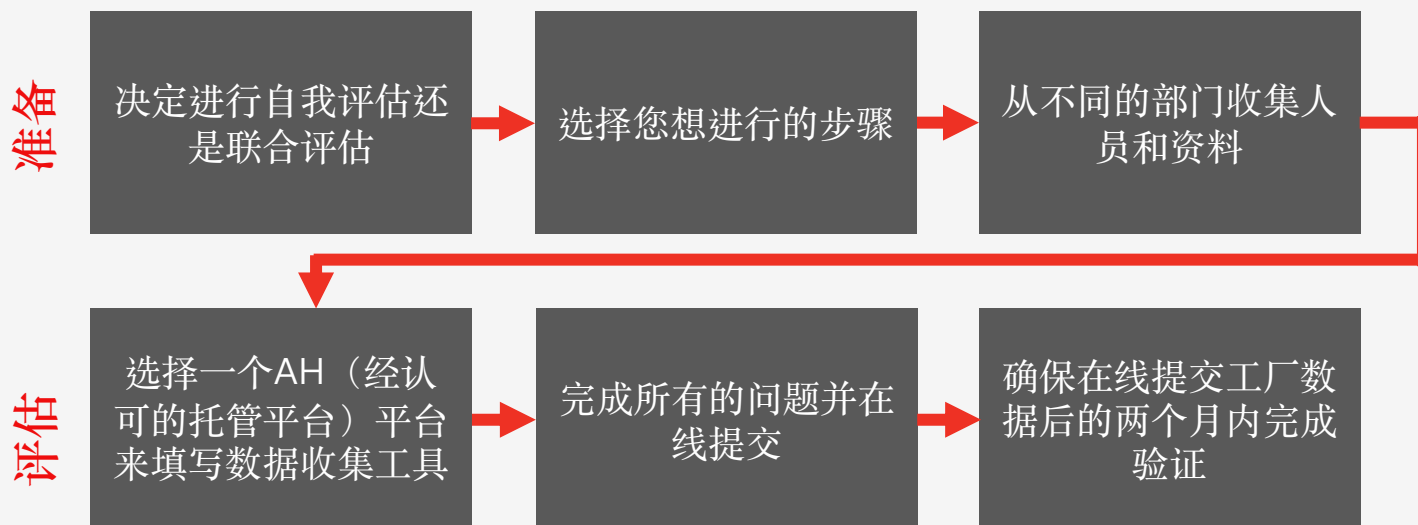 准备
决定进行自我评估还
是联合评估
选择您想进行的步骤
从不同的部门收集人
员和资料
评估
选择一个AH（经认
可的托管平台）平台
来填写数据收集工具
完成所有的问题并在
线提交
确保在线提交工厂数
据后的两个月内完成
验证